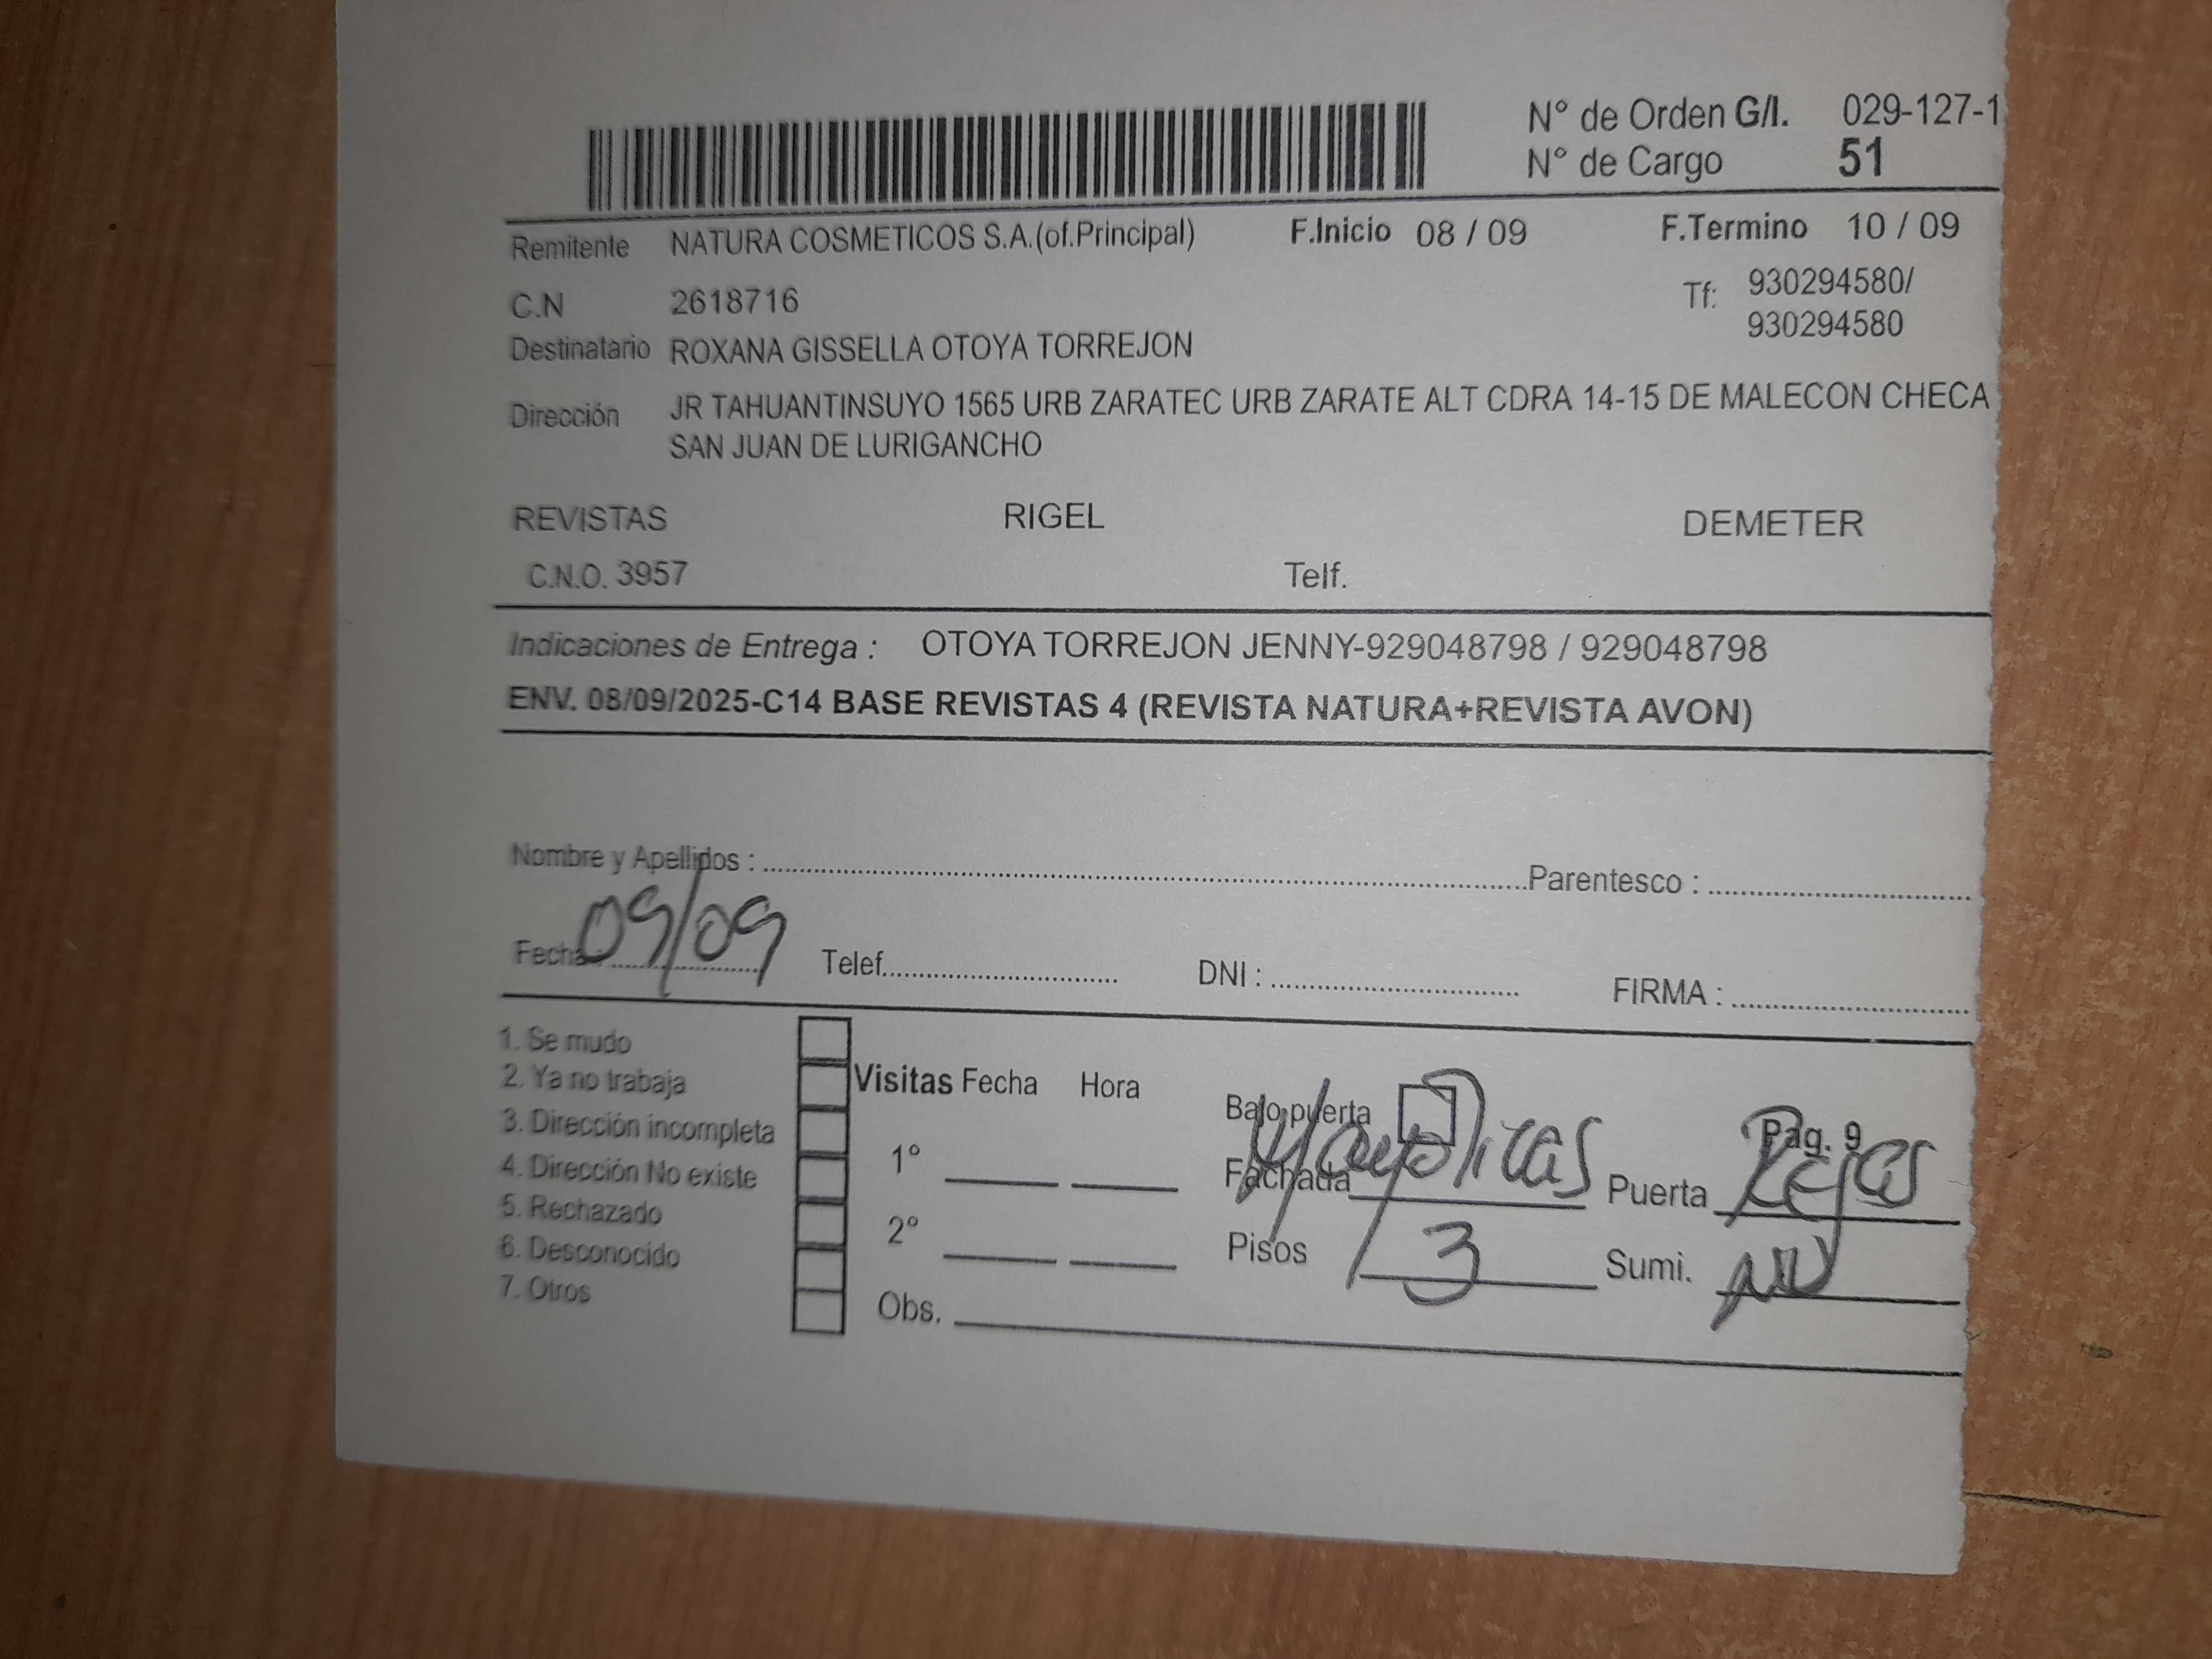 N° de Orden G/I. 029-127-1
N° de Cargo 51
Remitente NATURA COSMETICOS S.A.(of.Principal) F.Inicio 08 / 09 F.Termino 10 / 09
C.N 2618716 Tf: 930294580/
930294580
Destinatario ROXANA GISSELLA OTOYA TORREJON
Dirección JR TAHUANTINSUYO 1565 URB ZARATEC URB ZARATE ALT CDRA 14-15 DE MALECON CHECA
SAN JUAN DE LURIGANCHO
REVISTAS RIGEL DEMETER
C.N.O. 3957 Telf.
Indicaciones de Entrega : OTOYA TORREJON JENNY-929048798 / 929048798
ENV. 08/09/2025-C14 BASE REVISTAS 4 (REVISTA NATURA+REVISTA AVON)
Nombre y Apellidos : Parentesco :
Fecha : 09/09 Telef. DNI : FIRMA :
1. Se mudo
2. Ya no trabaja
3. Dirección incompleta
4. Dirección No existe
5. Rechazado
6. Desconocido
7. Otros
Visitas Fecha Hora
1°
2°
Obs.
Bajo puerta Pag. 9
Fachada Mayolicas Puerta Rejas
Pisos 3 Sumi.